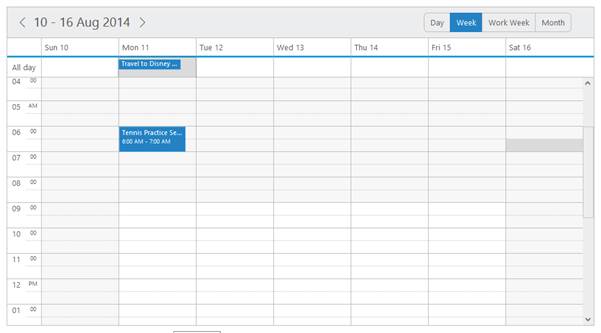 10 - 16 Aug 2014
Day Week Work Week Month
Sun 10 Mon 11 Tue 12 Wed 13 Thu 14 Fri 15 Sat 16
All day Travel to Disney ...
04 00
05 AM
06 00 Tennis Practice Se...
6:00 AM - 7:00 AM
07 00
08 00
09 00
10 00
11 00
12 PM
01 00